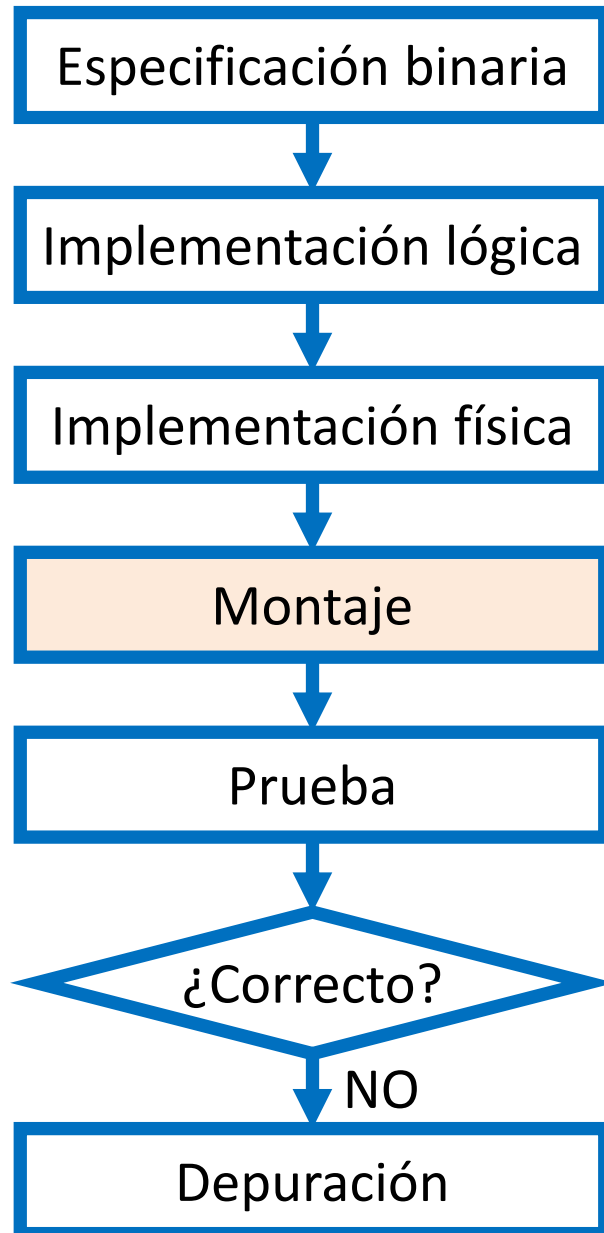 Especificación binaria
Implementación lógica
Implementación física
Montaje
Prueba
¿Correcto?
NO
Depuración